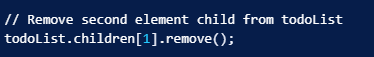 // Remove second element child from todoList
todoList.children[1].remove();